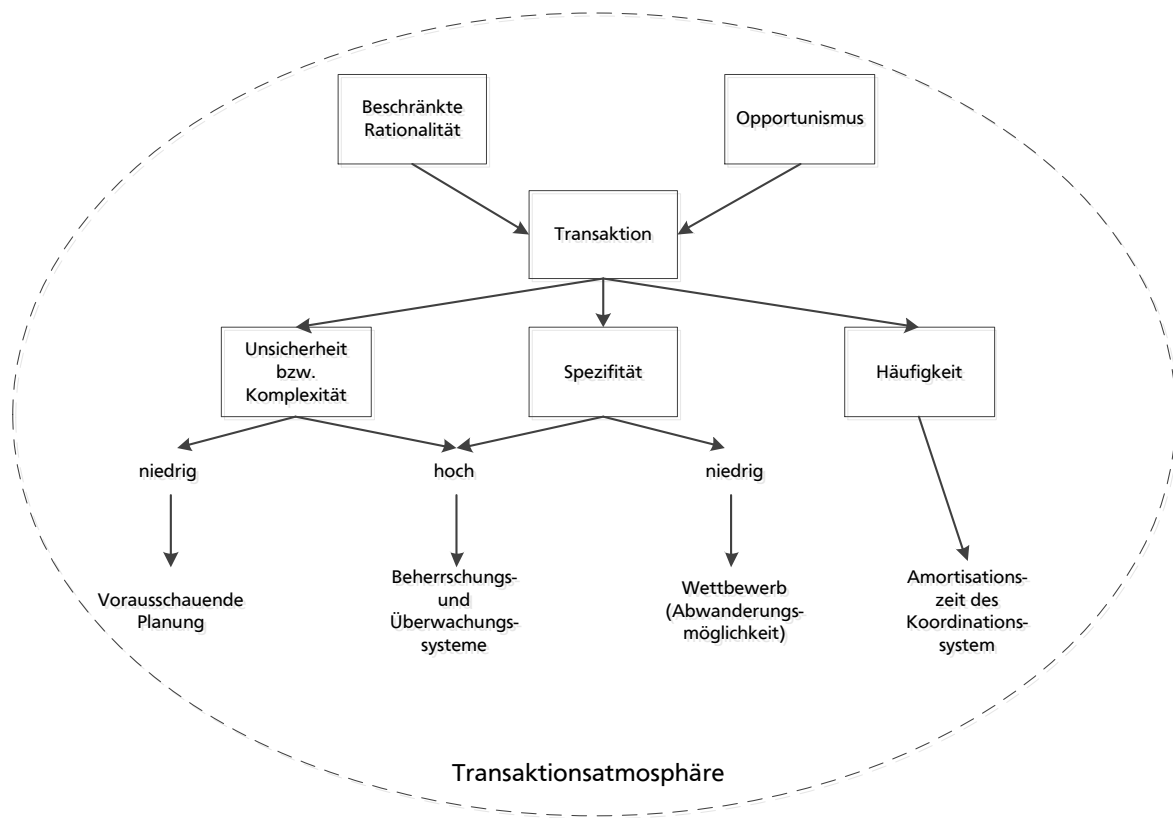 Beschränkte
Rationalität
Opportunismus
Transaktion
Unsicherheit
bzw.
Komplexität
Spezifität
Häufigkeit
niedrig
hoch
niedrig
Vorausschauende
Planung
Beherrschungs-
und
Überwachungs-
systeme
Wettbewerb
(Abwanderungs-
möglichkeit)
Amortisations-
zeit des
Koordinations-
system
Transaktionsatmosphäre